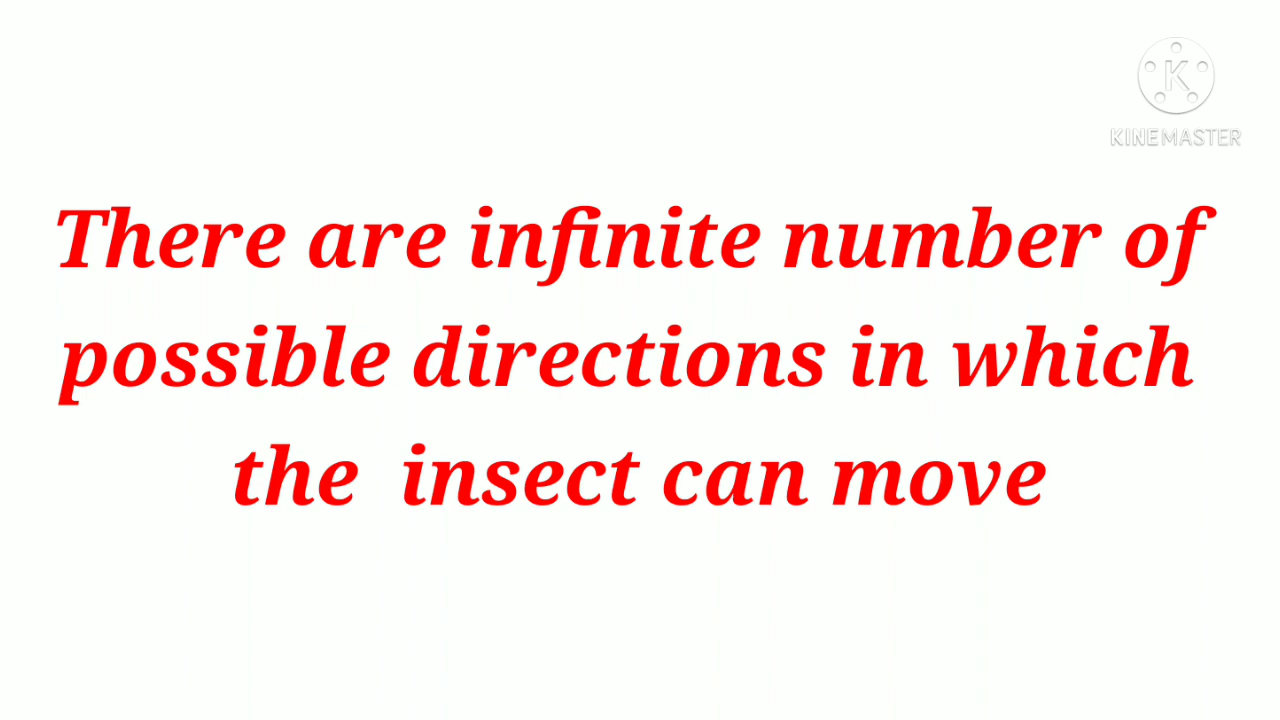 KINEMASTER
There are infinite number of
possible directions in which
the insect can move